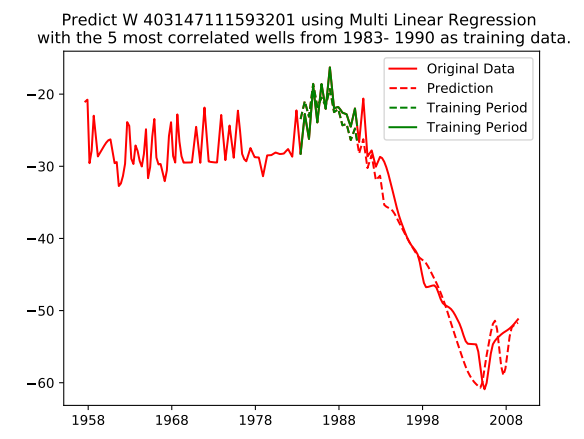 Predict W 403147111593201 using Multi Linear Regression
with the 5 most correlated wells from 1983- 1990 as training data.
Original Data
Prediction
Training Period
Training Period
−20
−30
−40
−50
−60
1958 1968 1978 1988 1998 2008